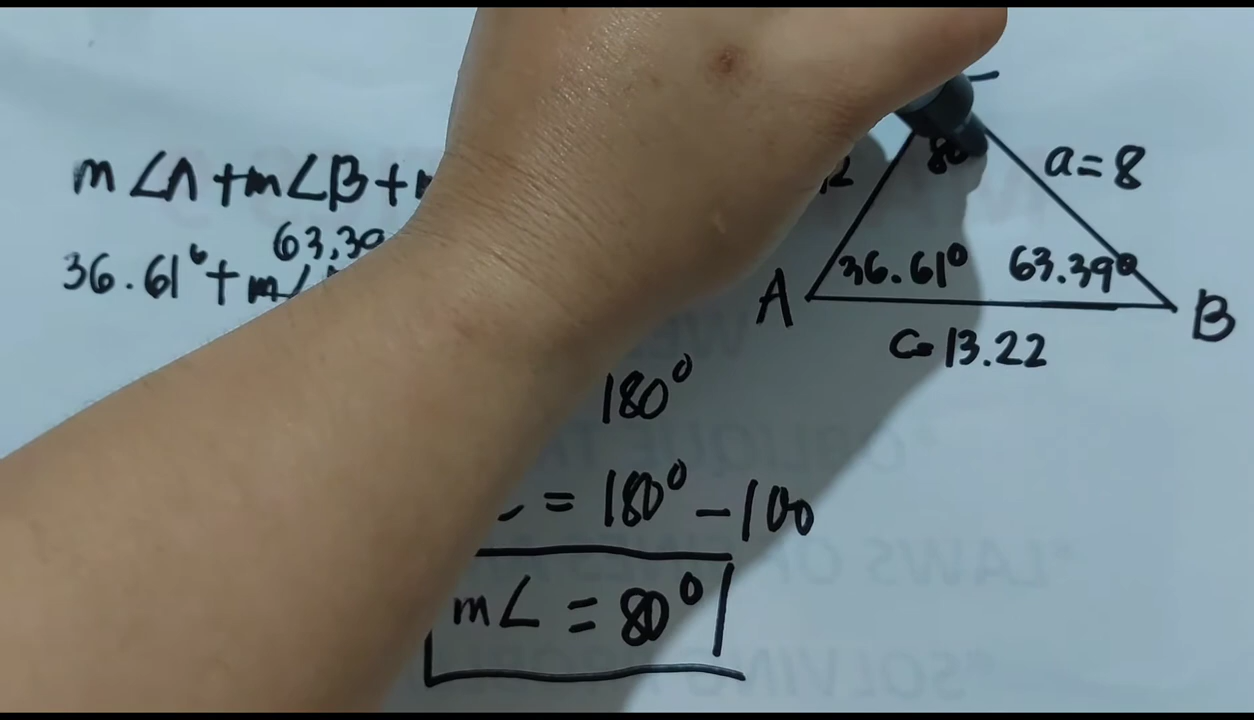 m∠A + m∠B +
63.39
36.61° + m∠
180°
= 180° - 100
m∠ = 80°
80
a = 8
36.61° 63.39°
A
B
C = 13.22